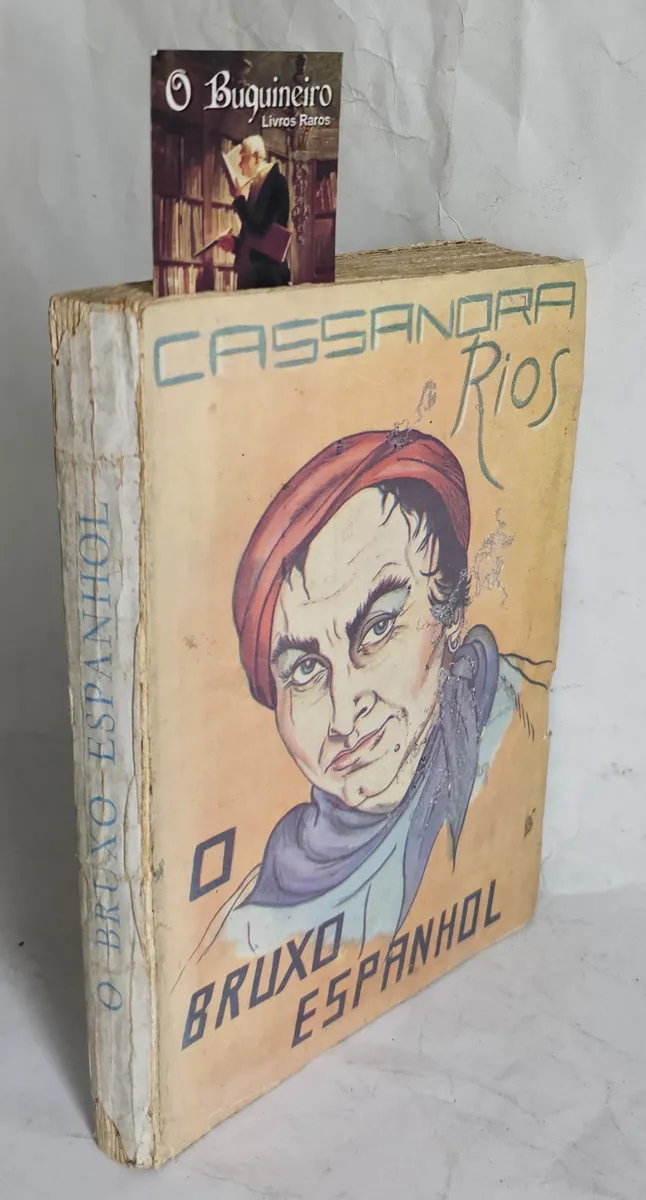 O Buquineiro
Livros Raros
CASSANDRA
Rios
O
BRUXO
ESPANHOL
O BRUXO ESPANHOL